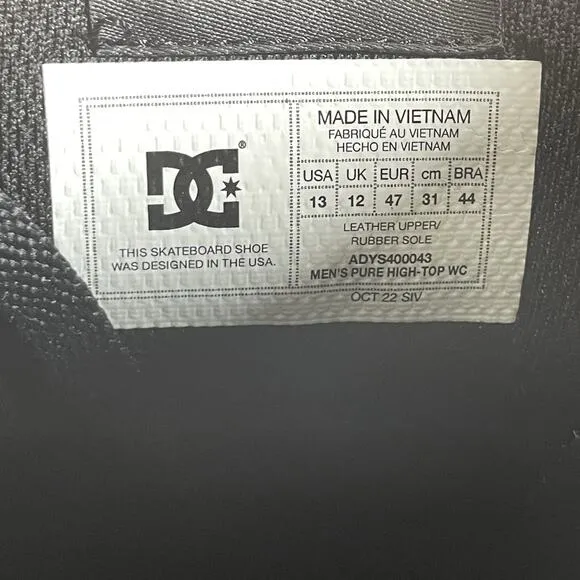 DC®
THIS SKATEBOARD SHOE
WAS DESIGNED IN THE USA.
MADE IN VIETNAM
FABRIQUÉ AU VIETNAM
HECHO EN VIETNAM
USA UK EUR cm BRA
13 12 47 31 44
LEATHER UPPER/
RUBBER SOLE
ADYS400043
MEN'S PURE HIGH-TOP WC
OCT 22 SIV